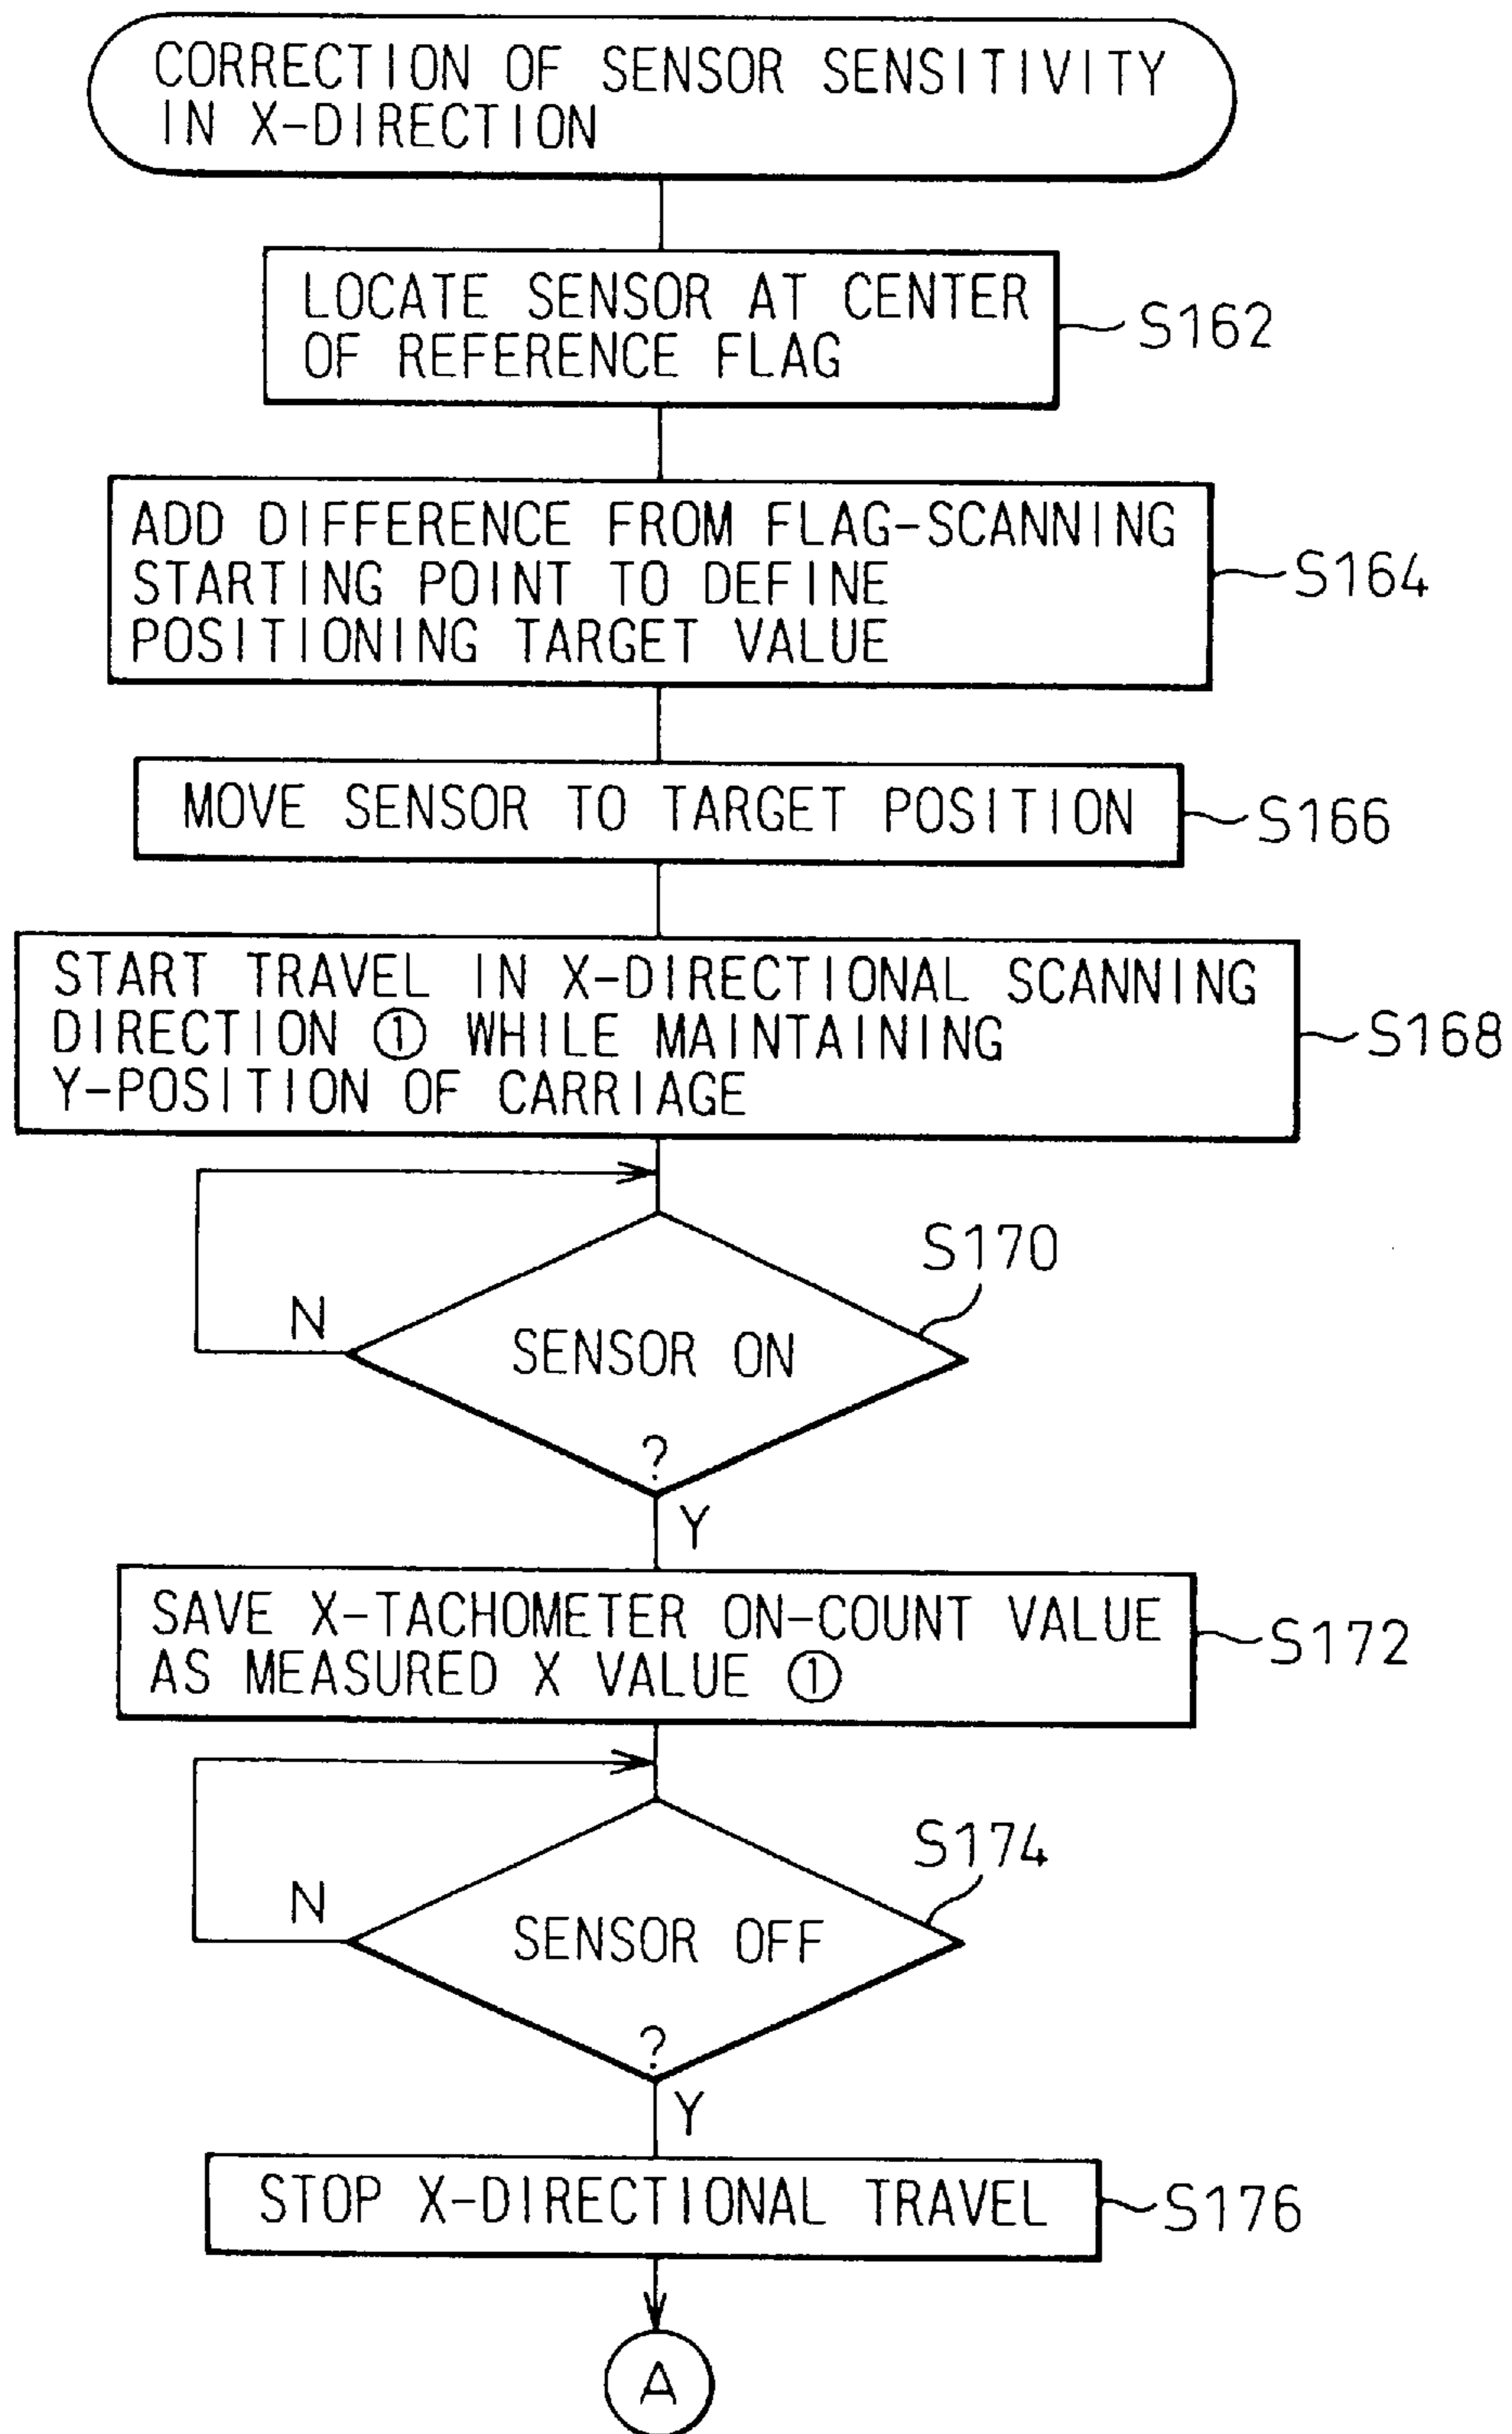 CORRECTION OF SENSOR SENSITIVITY
IN X-DIRECTION
LOCATE SENSOR AT CENTER
OF REFERENCE FLAG
S162
ADD DIFFERENCE FROM FLAG-SCANNING
STARTING POINT TO DEFINE
POSITIONING TARGET VALUE
S164
MOVE SENSOR TO TARGET POSITION
S166
START TRAVEL IN X-DIRECTIONAL SCANNING
DIRECTION ① WHILE MAINTAINING
Y-POSITION OF CARRIAGE
S168
S170
N
SENSOR ON
?
Y
SAVE X-TACHOMETER ON-COUNT VALUE
AS MEASURED X VALUE ①
S172
S174
N
SENSOR OFF
?
Y
STOP X-DIRECTIONAL TRAVEL
S176
A